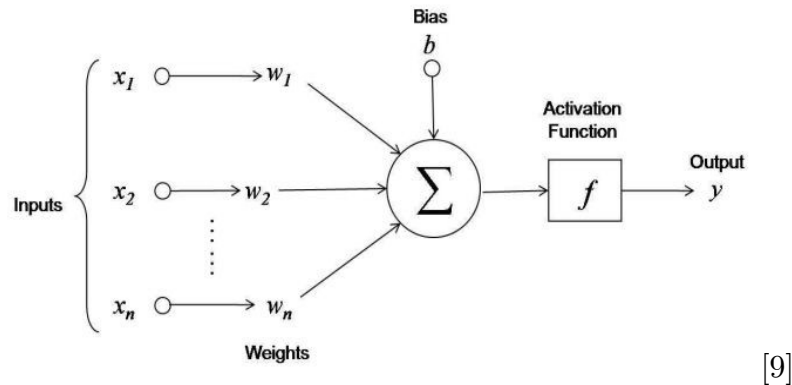 Bias
b
x1 w1
Activation
Function
Inputs
x2 w2
∑
f
Output
y
xn wn
Weights
[9]